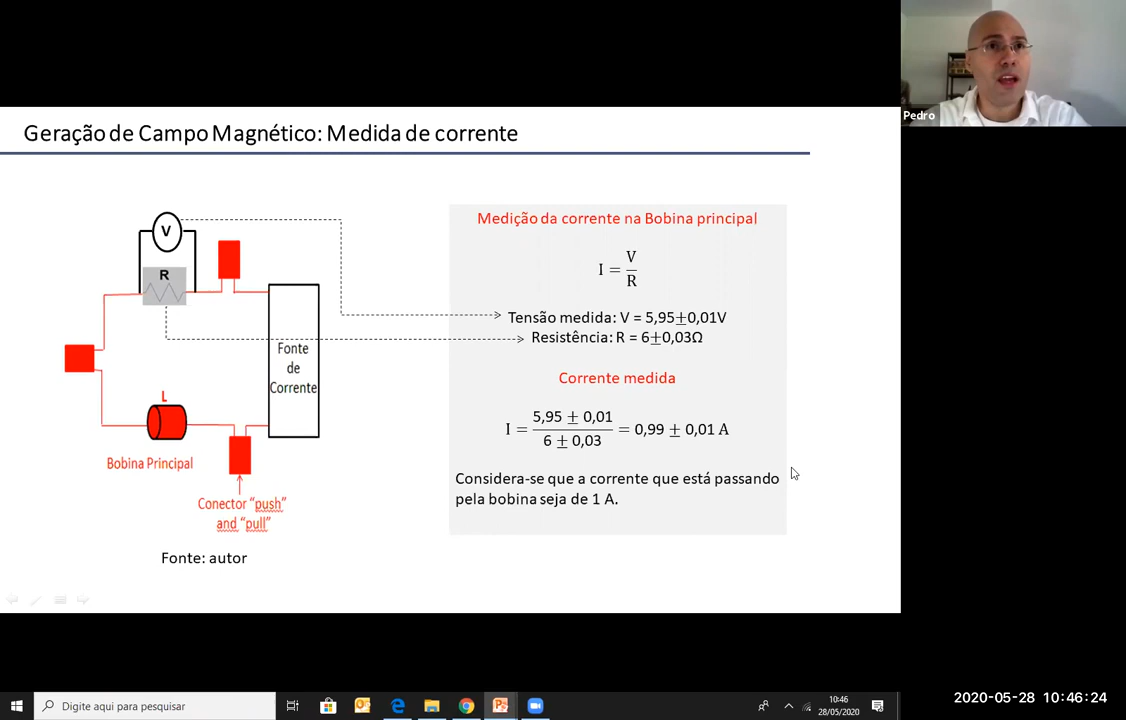 Pedro
Geração de Campo Magnético: Medida de corrente
V
R
L
Fonte
de
Corrente
Bobina Principal
Conector “push”
and “pull”
Fonte: autor
Medição da corrente na Bobina principal
I = V/R
Tensão medida: V = 5,95±0,01V
Resistência: R = 6±0,03Ω
Corrente medida
I = (5,95 ± 0,01)/(6 ± 0,03) = 0,99 ± 0,01 A
Considera-se que a corrente que está passando
pela bobina seja de 1 A.
Digite aqui para pesquisar
10:46
28/05/2020
2020-05-28 10:46:24